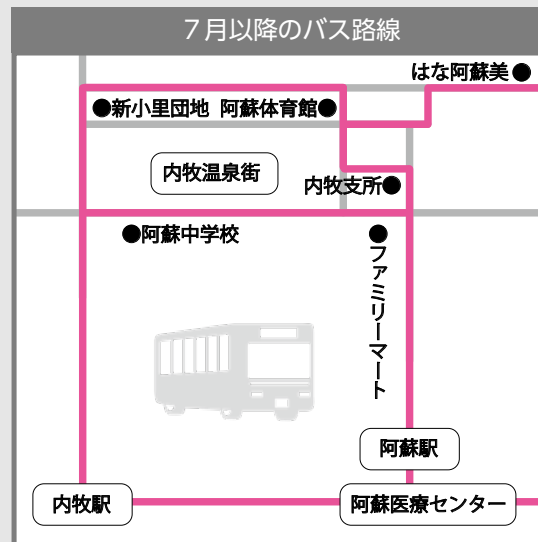 7月以降のバス路線
はな阿蘇美●
●新小里団地 阿蘇体育館●
内牧温泉街
内牧支所●
●阿蘇中学校
●ファミリーマート
阿蘇駅
内牧駅
阿蘇医療センター